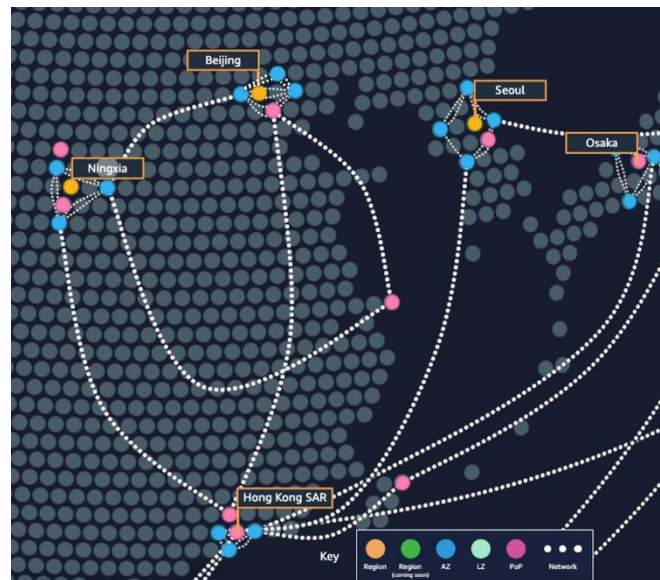 Beijing
Seoul
Osaka
Ningxia
Hong Kong SAR
Key
Region
Region
(coming soon)
AZ
LZ
PoP
Network